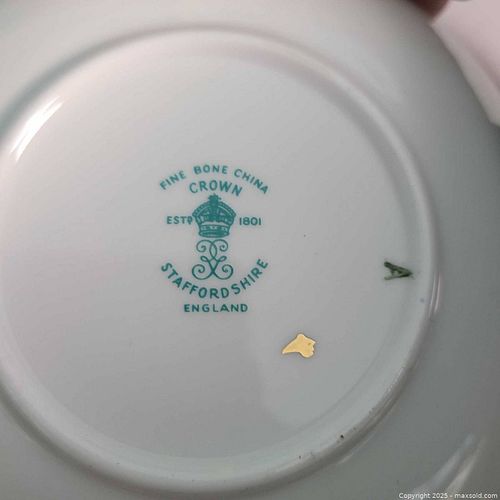 FINE BONE CHINA
CROWN
ESTD 1801
STAFFORDSHIRE
ENGLAND
Copyright 2025 - maxsold.com